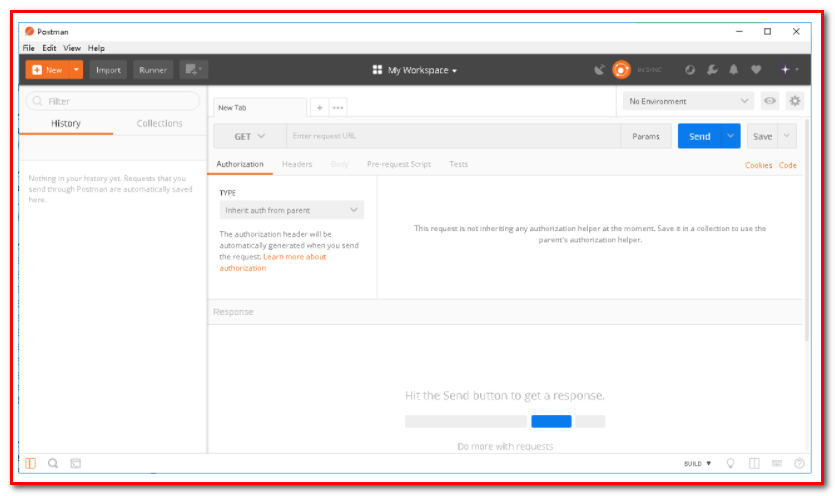 Postman
File Edit View Help
New Import Runner My Workspace IN SYNC
Filter
History Collections
Nothing in your history yet. Requests that you
send through Postman are automatically saved
here.
New Tab + ••• No Environment
GET Enter request URL Params Send Save
Authorization Headers Body Pre-request Script Tests Cookies Code
TYPE
Inherit auth from parent
The authorization header will be
automatically generated when you send
the request. Learn more about
authorization
This request is not inheriting any authorization helper at the moment. Save it in a collection to use the
parent's authorization helper.
Response
Hit the Send button to get a response.
Do more with requests
BUILD